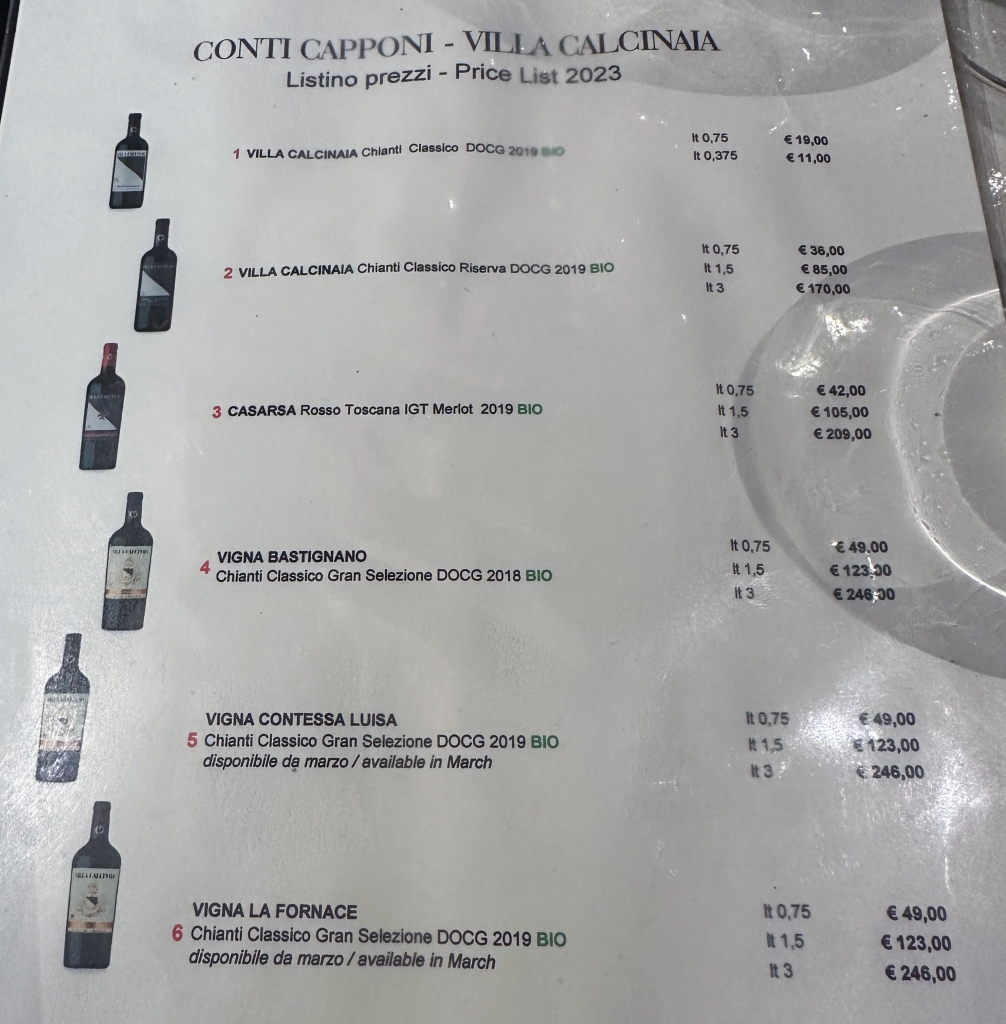 CONTI CAPPONI - VILLA CALCINAIA
Listino prezzi - Price List 2023
1 VILLA CALCINAIA Chianti Classico DOCG 2019 BIO
lt 0,75 € 19,00
lt 0,375 € 11,00
2 VILLA CALCINAIA Chianti Classico Riserva DOCG 2019 BIO
lt 0,75 € 36,00
lt 1,5 € 85,00
lt 3 € 170,00
3 CASARSA Rosso Toscana IGT Merlot 2019 BIO
lt 0,75 € 42,00
lt 1,5 € 105,00
lt 3 € 209,00
VIGNA BASTIGNANO
4 Chianti Classico Gran Selezione DOCG 2018 BIO
lt 0,75 € 49,00
lt 1,5 € 123,00
lt 3 € 246,00
VIGNA CONTESSA LUISA
5 Chianti Classico Gran Selezione DOCG 2019 BIO
disponibile da marzo / available in March
lt 0,75 € 49,00
lt 1,5 € 123,00
lt 3 € 246,00
VIGNA LA FORNACE
6 Chianti Classico Gran Selezione DOCG 2019 BIO
disponibile da marzo / available in March
lt 0,75 € 49,00
lt 1,5 € 123,00
lt 3 € 246,00